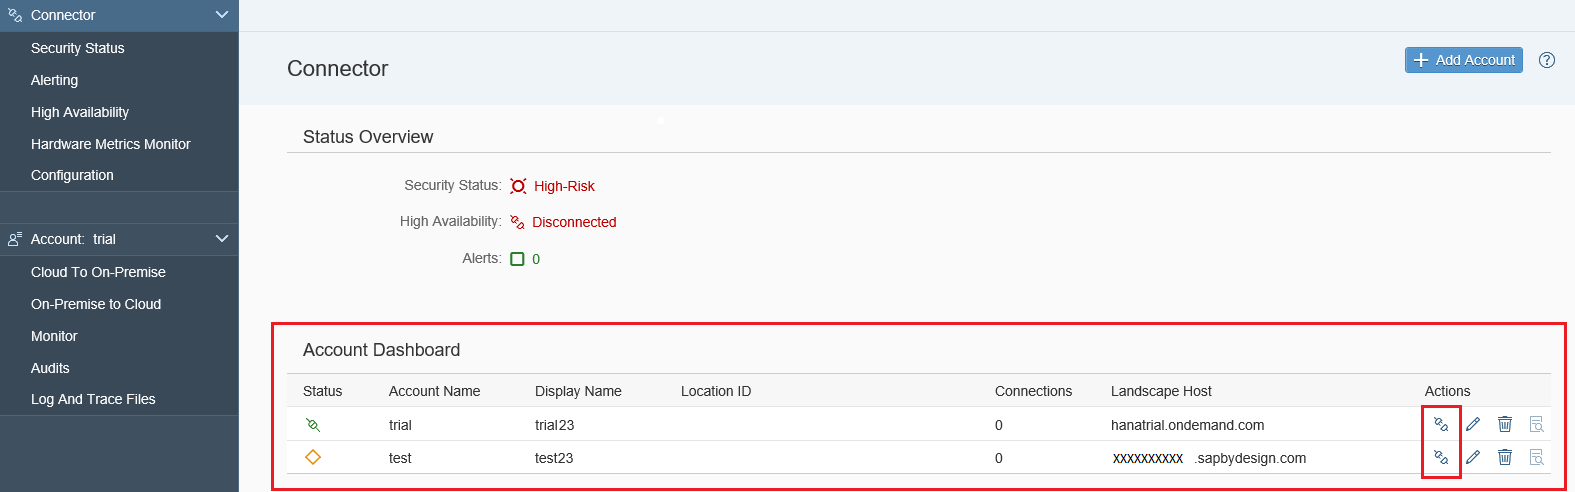 Connector
Security Status
Alerting
High Availability
Hardware Metrics Monitor
Configuration
Account: trial
Cloud To On-Premise
On-Premise to Cloud
Monitor
Audits
Log And Trace Files
Connector
Add Account
Status Overview
Security Status: High-Risk
High Availability: Disconnected
Alerts: 0
Account Dashboard
Status Account Name Display Name Location ID Connections Landscape Host Actions
trial trial23 0 hanatrial.ondemand.com
test test23 0 XXXXXXXXXX .sapbydesign.com